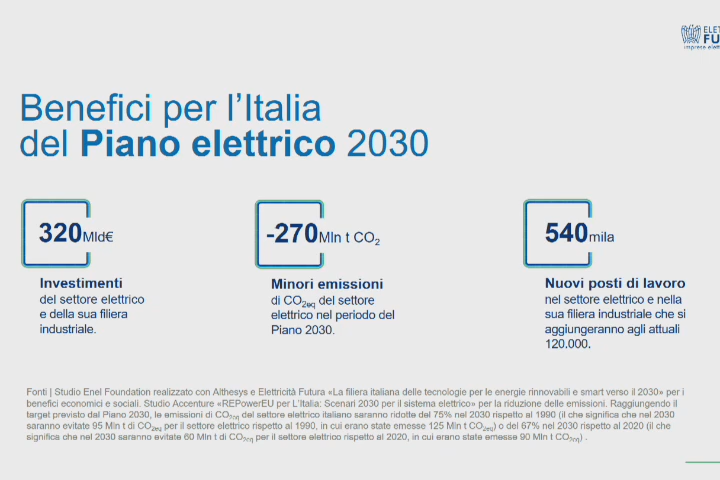 ELE
FU
imprese elett
Benefici per l’Italia
del Piano elettrico 2030
320Mld€
-270Mln t CO2
540mila
Investimenti
del settore elettrico
e della sua filiera
industriale.
Minori emissioni
di CO2eq del settore
elettrico nel periodo del
Piano 2030.
Nuovi posti di lavoro
nel settore elettrico e nella
sua filiera industriale che si
aggiungeranno agli attuali
120.000.
Fonti | Studio Enel Foundation realizzato con Althesys e Elettricità Futura «La filiera italiana delle tecnologie per le energie rinnovabili e smart verso il 2030» per i
benefici economici e sociali. Studio Accenture «REPowerEU per L’Italia: Scenari 2030 per il sistema elettrico» per la riduzione delle emissioni. Raggiungendo il
target previsto dal Piano 2030, le emissioni di CO2eq del settore elettrico italiano saranno ridotte del 75% nel 2030 rispetto al 1990 (il che significa che nel 2030
saranno evitate 95 Mln t di CO2eq per il settore elettrico rispetto al 1990, in cui erano state emesse 125 Mln t CO2eq) o del 67% nel 2030 rispetto al 2020 (il che
significa che nel 2030 saranno evitate 60 Mln t di CO2eq per il settore elettrico rispetto al 2020, in cui erano state emesse 90 Mln t CO2eq) .